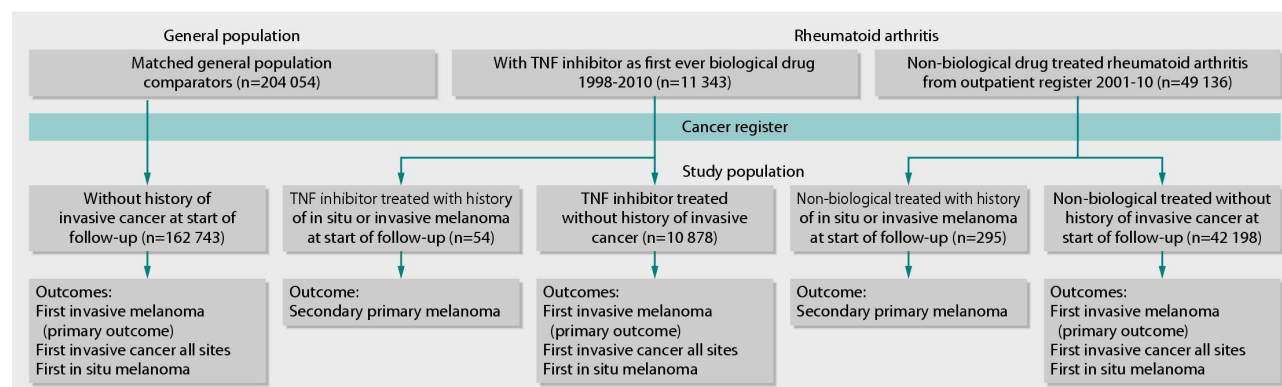 General population
Rheumatoid arthritis
Matched general population
comparators (n=204 054)
With TNF inhibitor as first ever biological drug
1998-2010 (n=11 343)
Non-biological drug treated rheumatoid arthritis
from outpatient register 2001-10 (n=49 136)
Cancer register
Study population
Without history of
invasive cancer at start of
follow-up (n=162 743)
TNF inhibitor treated with history
of in situ or invasive melanoma
at start of follow-up (n=54)
TNF inhibitor treated
without history of invasive
cancer (n=10 878)
Non-biological treated with history
of in situ or invasive melanoma
at start of follow-up (n=295)
Non-biological treated without
history of invasive cancer at
start of follow-up (n=42 198)
Outcomes:
First invasive melanoma
(primary outcome)
First invasive cancer all sites
First in situ melanoma
Outcome:
Secondary primary melanoma
Outcomes:
First invasive melanoma
(primary outcome)
First invasive cancer all sites
First in situ melanoma
Outcome:
Secondary primary melanoma
Outcomes:
First invasive melanoma
(primary outcome)
First invasive cancer all sites
First in situ melanoma